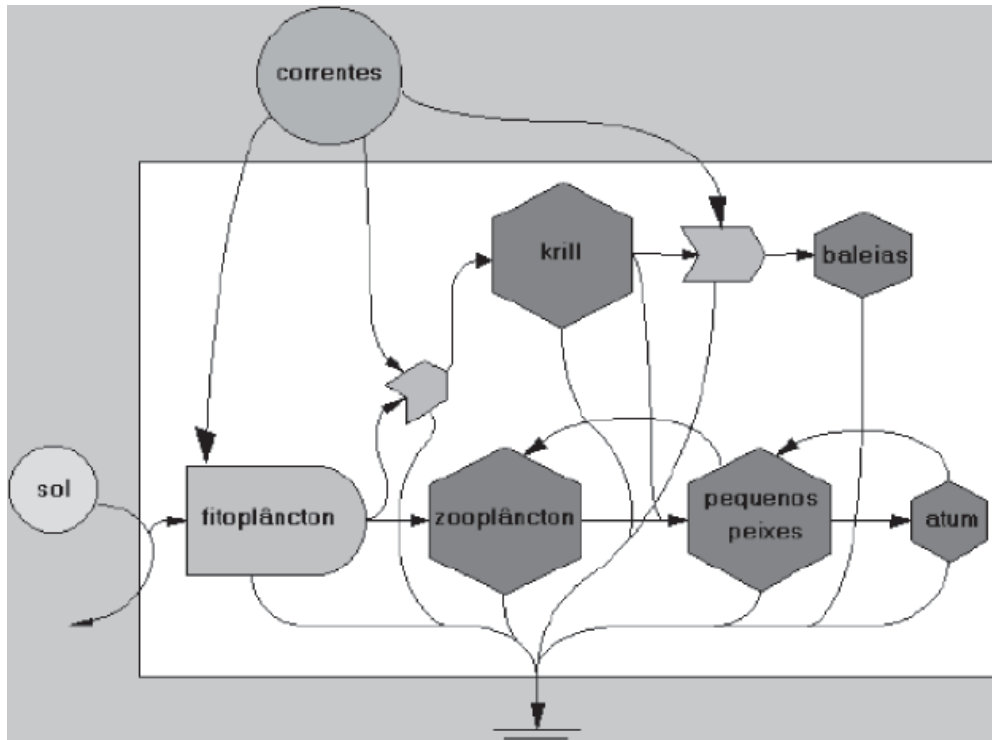 correntes
krill
baleias
sol
fitoplâncton
zooplâncton
pequenos
peixes
atum